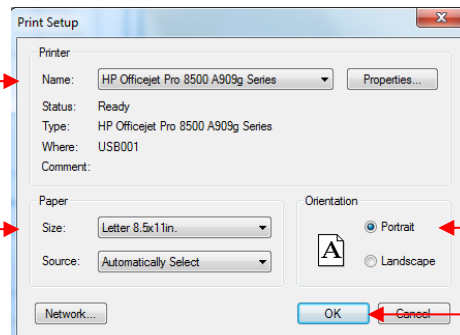 Print Setup
Printer
Name: HP Officejet Pro 8500 A909g Series Properties...
Status: Ready
Type: HP Officejet Pro 8500 A909g Series
Where: USB001
Comment:
Paper Orientation
Size: Letter 8.5x11in. Portrait
A
Source: Automatically Select Landscape
Network... OK Cancel